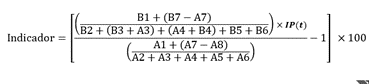 Indicador = [ ( (B1 + (B7 − A7)) / (B2 + (B3 + A3) + (A4 + B4) + B5 + B6) ) × IP(t) / ( (A1 + (A7 − A8)) / (A2 + A3 + A4 + A5 + A6) ) − 1 ] × 100